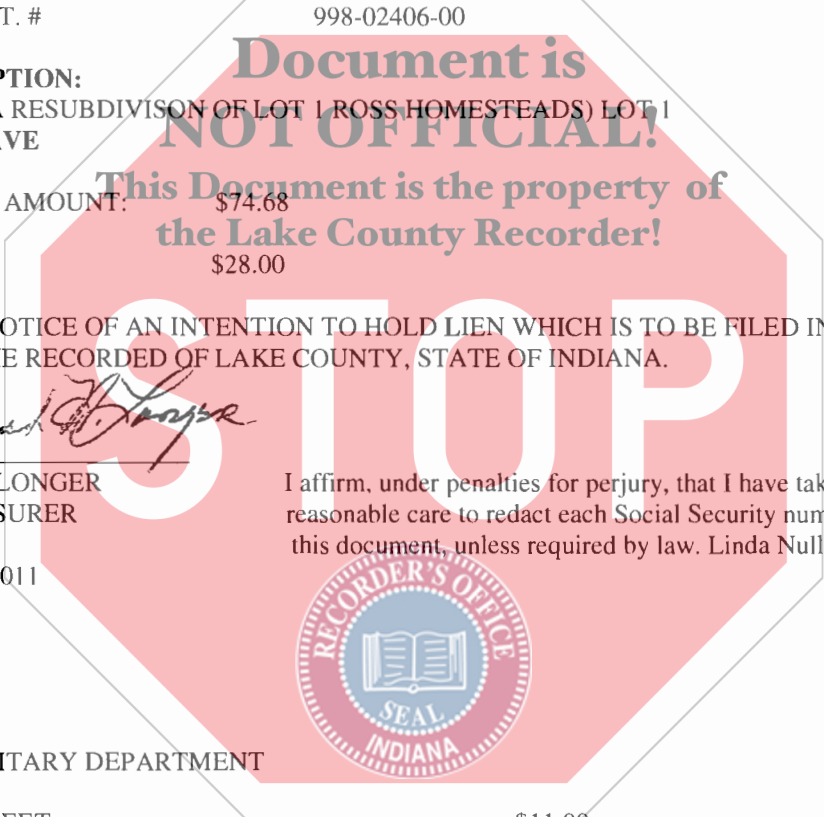 T. # 998-02406-00
Document is
PTION:
A RESUBDIVISON OF LOT 1 ROSS HOMESTEADS) LOT 1
NOT OFFICIAL!
AVE
This Document is the property of
AMOUNT: $74.68
the Lake County Recorder!
$28.00
OTICE OF AN INTENTION TO HOLD LIEN WHICH IS TO BE FILED IN
E RECORDED OF LAKE COUNTY, STATE OF INDIANA.
STOP
LONGER
SURER
I affirm, under penalties for perjury, that I have tak
reasonable care to redact each Social Security num
this document, unless required by law. Linda Null
011
RECORDER'S OFFICE
SEAL
INDIANA
ITARY DEPARTMENT